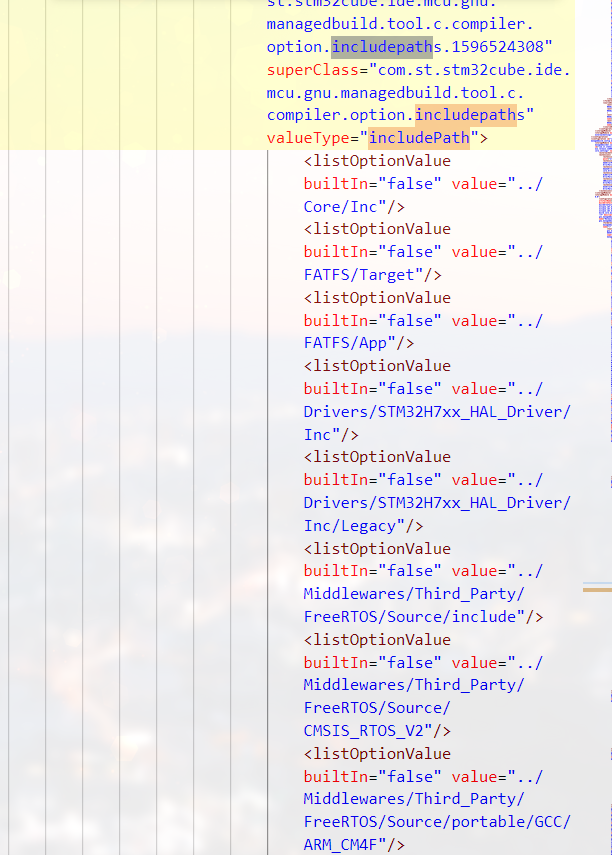 st.stm32cube.ide.mcu.gnu.
managedbuild.tool.c.compiler.
option.includepaths.1596524308"
superClass="com.st.stm32cube.ide.
mcu.gnu.managedbuild.tool.c.
compiler.option.includepaths"
valueType="includePath">
<listOptionValue
builtIn="false" value="../
Core/Inc"/>
<listOptionValue
builtIn="false" value="../
FATFS/Target"/>
<listOptionValue
builtIn="false" value="../
FATFS/App"/>
<listOptionValue
builtIn="false" value="../
Drivers/STM32H7xx_HAL_Driver/
Inc"/>
<listOptionValue
builtIn="false" value="../
Drivers/STM32H7xx_HAL_Driver/
Inc/Legacy"/>
<listOptionValue
builtIn="false" value="../
Middlewares/Third_Party/
FreeRTOS/Source/include"/>
<listOptionValue
builtIn="false" value="../
Middlewares/Third_Party/
FreeRTOS/Source/
CMSIS_RTOS_V2"/>
<listOptionValue
builtIn="false" value="../
Middlewares/Third_Party/
FreeRTOS/Source/portable/GCC/
ARM_CM4F"/>